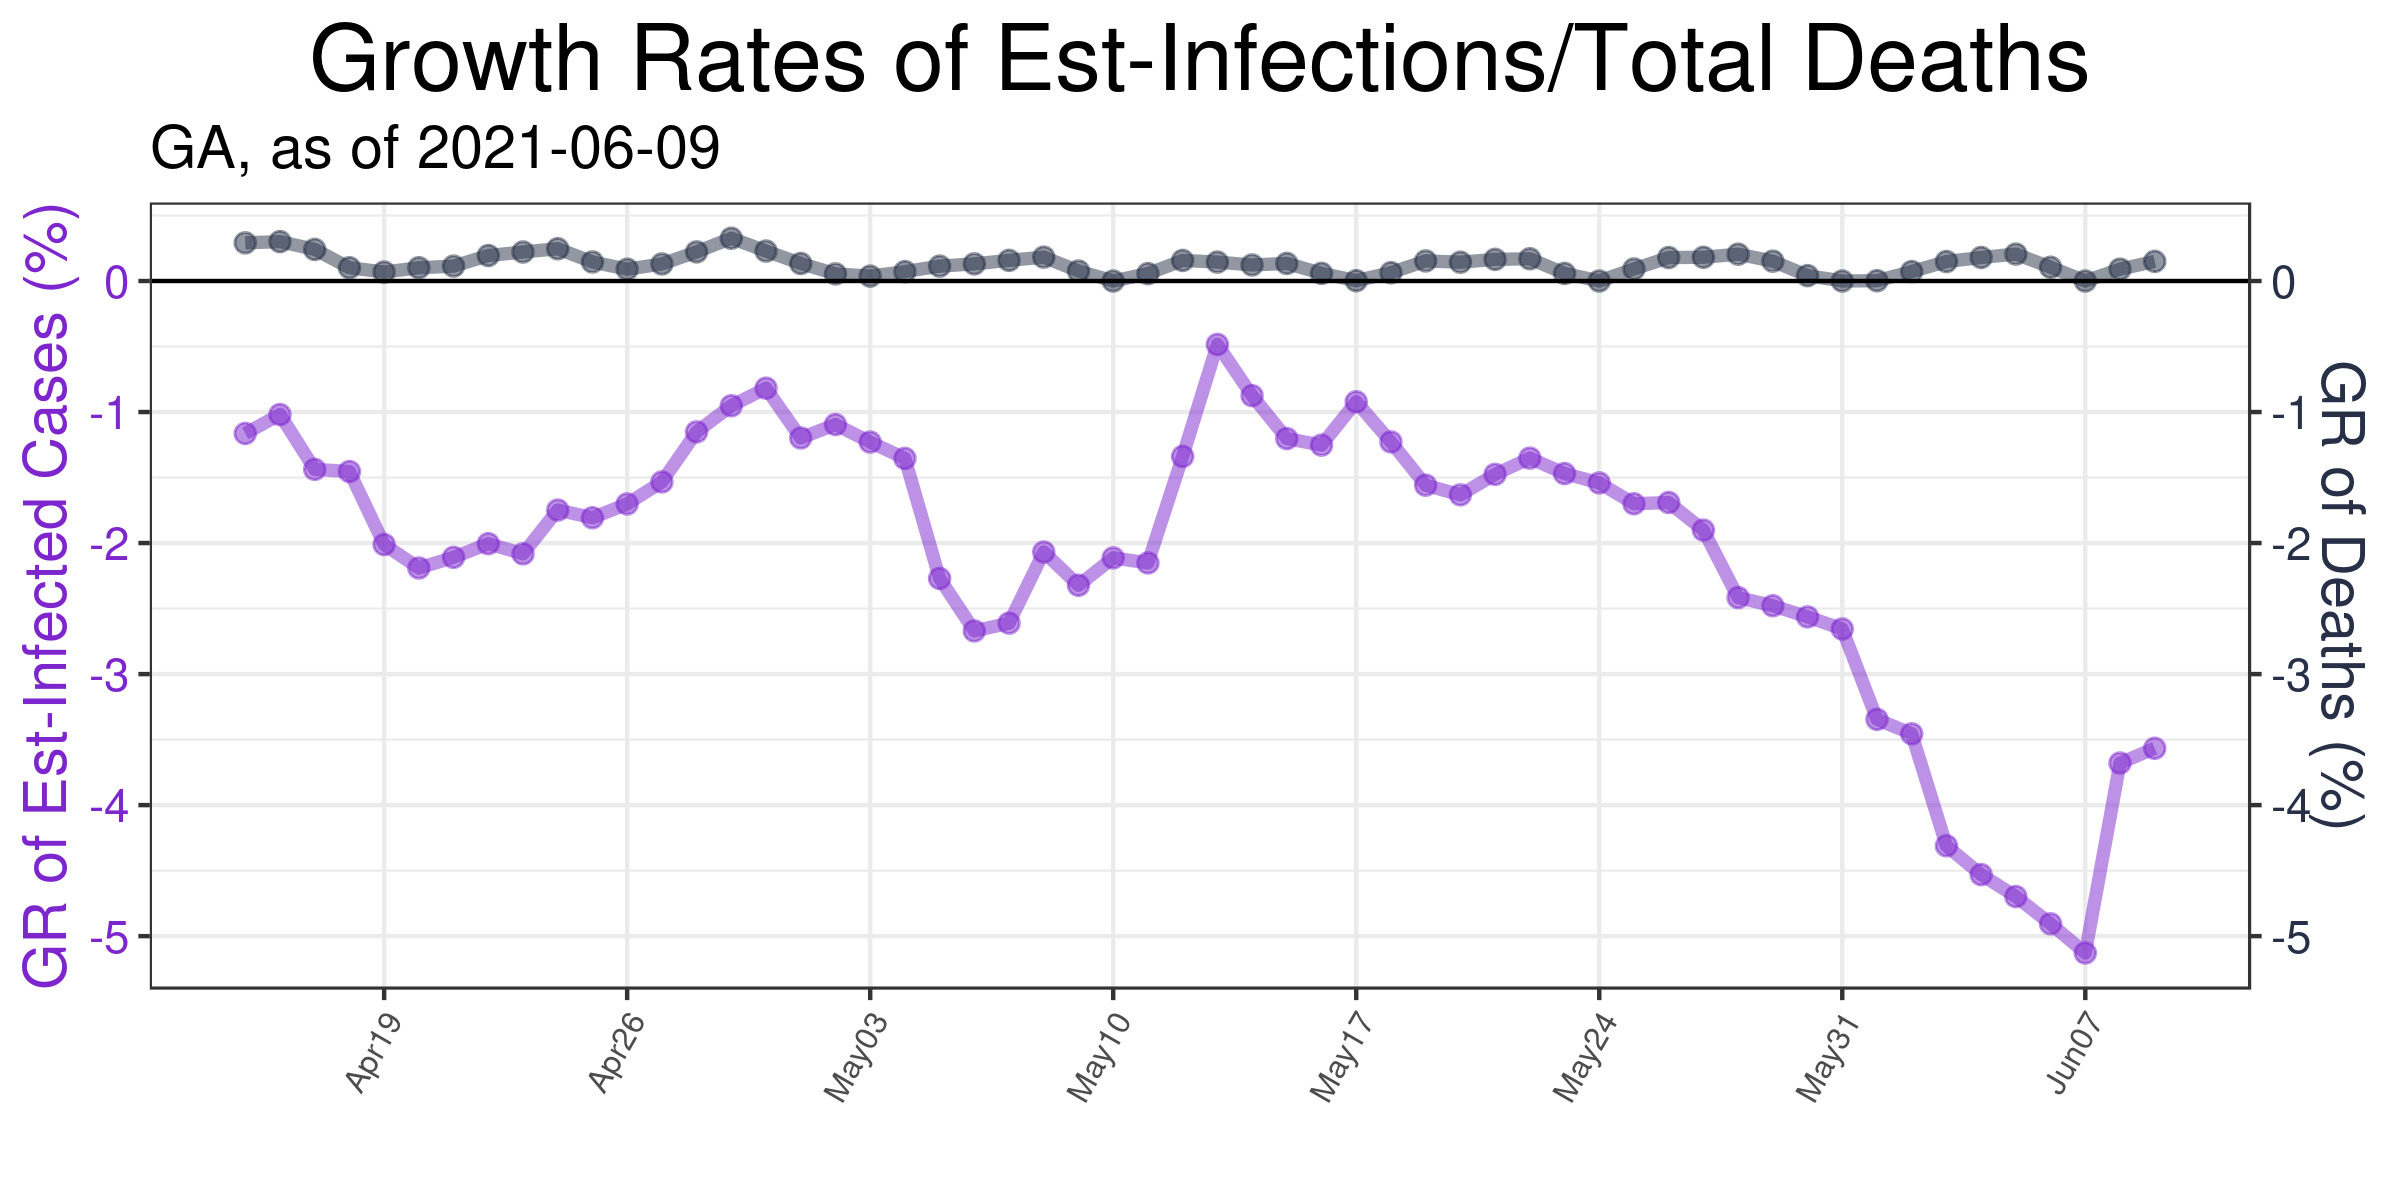 Growth Rates of Est-Infections/Total Deaths
GA, as of 2021-06-09
GR of Est-Infected Cases (%)
0
-1
-2
-3
-4
-5
0
-1
-2
-3
-4
-5
GR of Deaths (%)
Apr19
Apr26
May03
May10
May17
May24
May31
Jun07